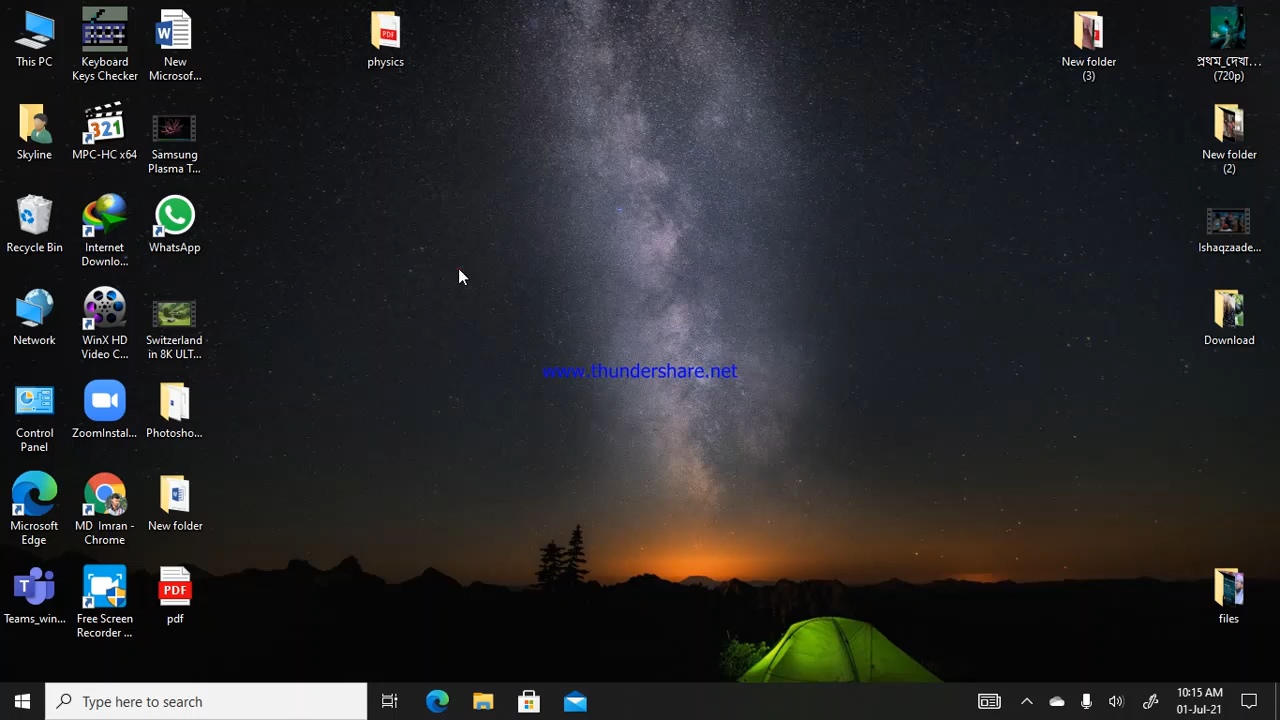 This PC
Keyboard
Keys Checker
New
Microsof...
physics
New folder
(3)
প্রথম_দেখা...
(720p)
Skyline
MPC-HC x64
321
Samsung
Plasma T...
New folder
(2)
Recycle Bin
Internet
Downlo...
WhatsApp
Ishaqzaade...
Network
WinX HD
Video C...
Switzerland
in 8K ULT...
Download
www.thundershare.net
Control
Panel
ZoomInstal...
Photosho...
Microsoft
Edge
MD Imran -
Chrome
New folder
Teams_win...
Free Screen
Recorder ...
PDF
pdf
files
Type here to search
10:15 AM
01-Jul-21